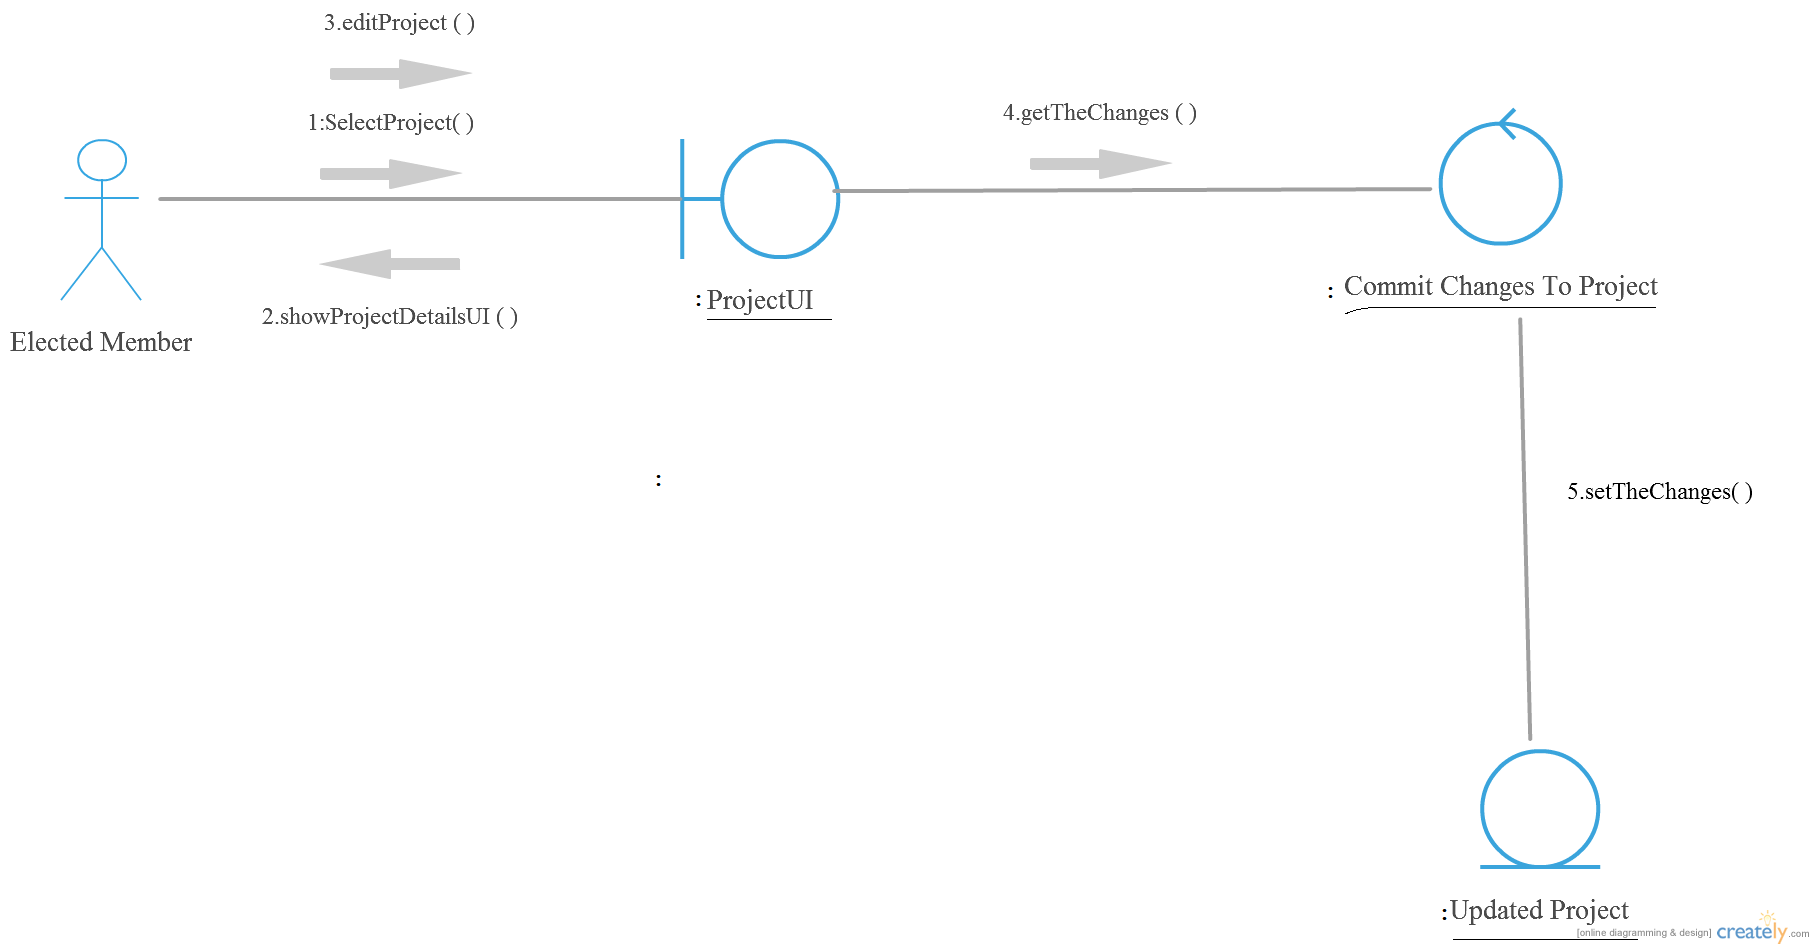 3.editProject ( )
1:SelectProject( )
4.getTheChanges ( )
: Commit Changes To Project
: ProjectUI
2.showProjectDetailsUI ( )
Elected Member
:
5.setTheChanges( )
:Updated Project
[online diagramming & design] creately.com